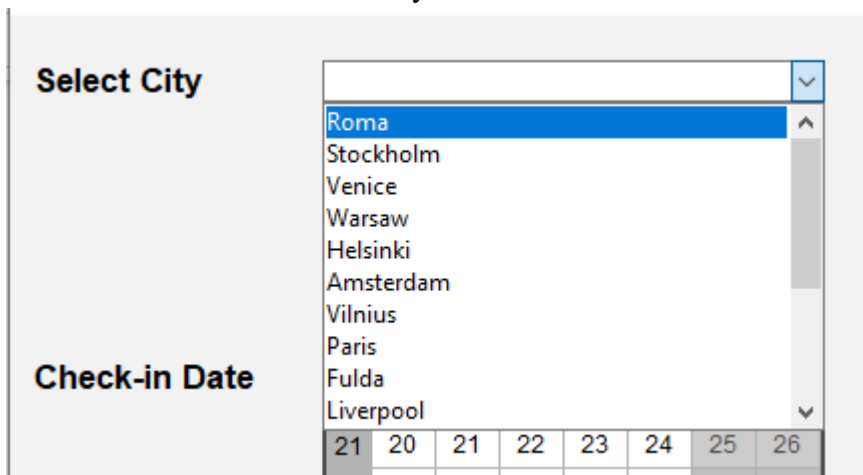 Select City
Roma
Stockholm
Venice
Warsaw
Helsinki
Amsterdam
Vilnius
Paris
Check-in Date
Fulda
Liverpool
21 20 21 22 23 24 25 26